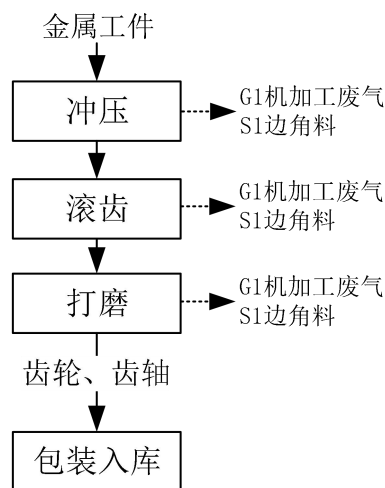 金属工件
冲压
G1机加工废气
S1边角料
滚齿
G1机加工废气
S1边角料
打磨
G1机加工废气
S1边角料
齿轮、齿轴
包装入库